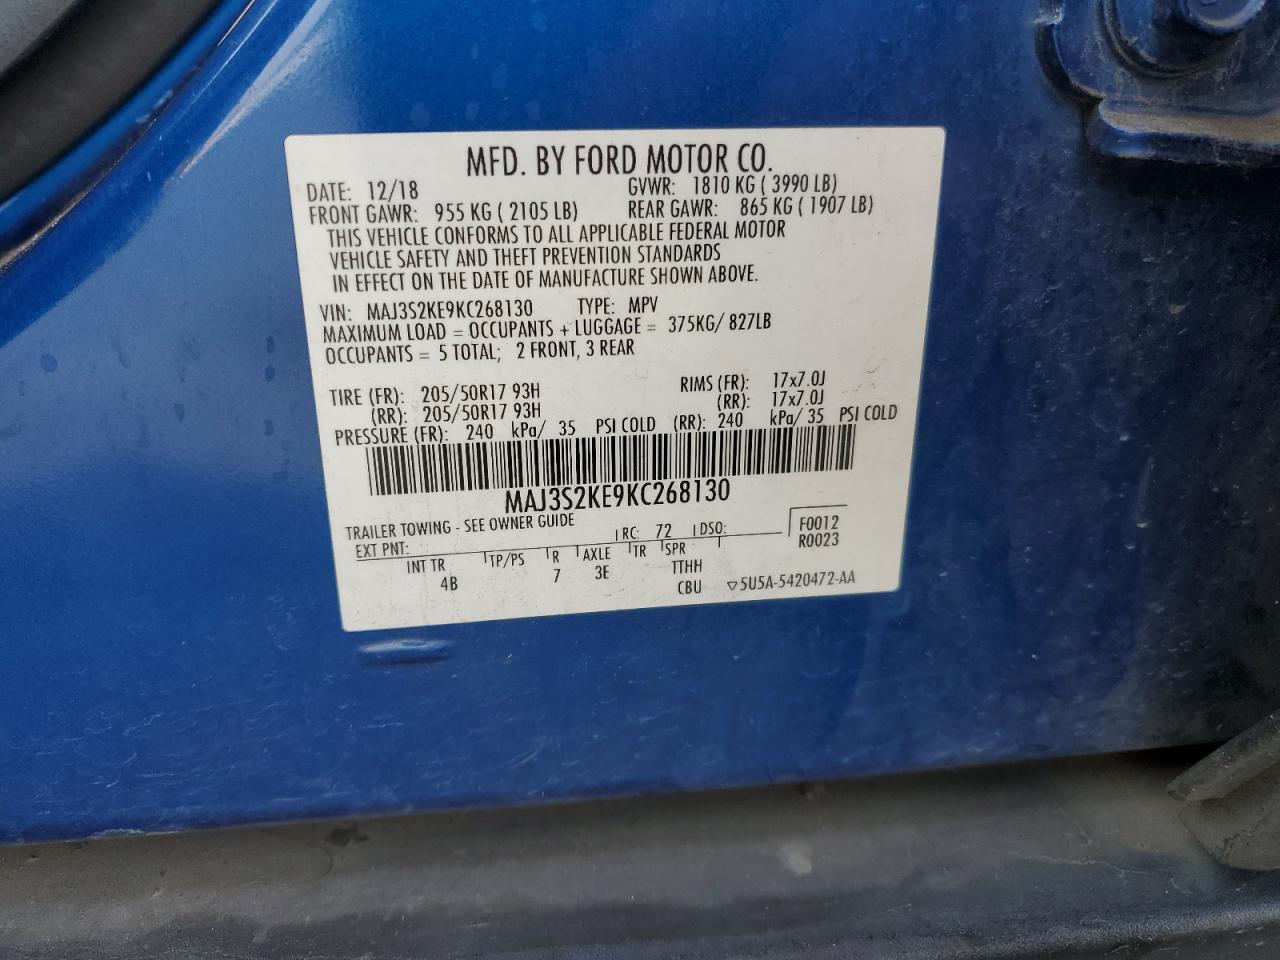 MFD. BY FORD MOTOR CO.
DATE: 12/18 GVWR: 1810 KG ( 3990 LB)
FRONT GAWR: 955 KG ( 2105 LB) REAR GAWR: 865 KG ( 1907 LB)
THIS VEHICLE CONFORMS TO ALL APPLICABLE FEDERAL MOTOR
VEHICLE SAFETY AND THEFT PREVENTION STANDARDS
IN EFFECT ON THE DATE OF MANUFACTURE SHOWN ABOVE.
VIN: MAJ3S2KE9KC268130 TYPE: MPV
MAXIMUM LOAD = OCCUPANTS + LUGGAGE = 375KG/ 827LB
OCCUPANTS = 5 TOTAL; 2 FRONT, 3 REAR
TIRE (FR): 205/50R17 93H RIMS (FR): 17x7.0J
(RR): 205/50R17 93H (RR): 17x7.0J
PRESSURE (FR): 240 kPa/ 35 PSI COLD (RR): 240 kPa/ 35 PSI COLD
MAJ3S2KE9KC268130
TRAILER TOWING - SEE OWNER GUIDE
EXT PNT: RC: 72 DSO: F0012
R0023
INT TR TP/PS R AXLE TR SPR
4B 7 3E TTHH
CBU ▽5U5A-5420472-AA